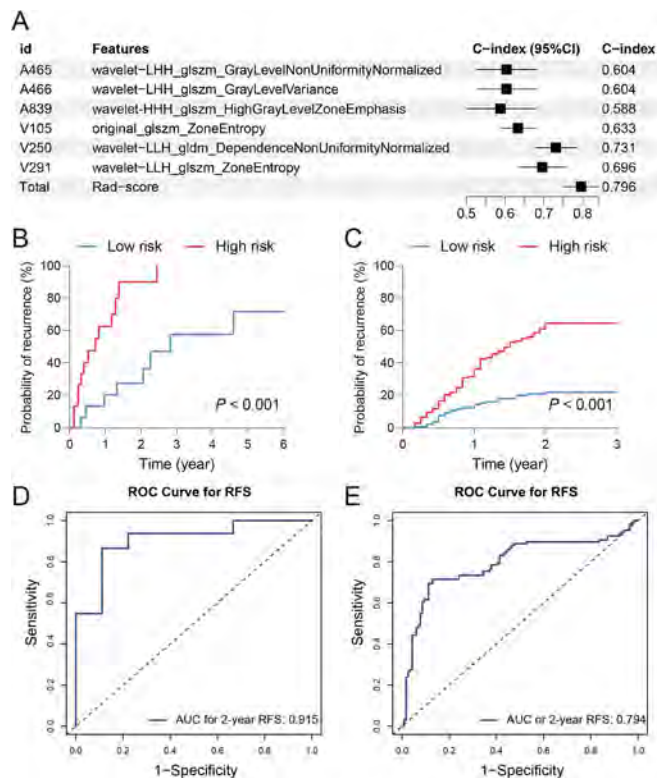 A
id Features C-index (95%CI) C-index
A465 wavelet-LHH_glszm_GrayLevelNonUniformityNormalized 0.604
A466 wavelet-LHH_glszm_GrayLevelVariance 0.604
A839 wavelet-HHH_glszm_HighGrayLevelZoneEmphasis 0.588
V105 original_glszm_ZoneEntropy 0.633
V250 wavelet-LLH_gldm_DependenceNonUniformityNormalized 0.731
V291 wavelet-LLH_glszm_ZoneEntropy 0.696
Total Rad-score 0.796
0.5 0.6 0.7 0.8
B
Low risk High risk
Probability of recurrence (%)
100
80
60
40
20
0
P < 0.001
0 1 2 3 4 5 6
Time (year)
C
Low risk High risk
Probability of recurrence (%)
100
80
60
40
20
0
P < 0.001
0 1 2 3
Time (year)
D
ROC Curve for RFS
Sensitivity
1.0
0.8
0.6
0.4
0.2
0.0
AUC for 2-year RFS: 0.915
0.0 0.2 0.4 0.6 0.8 1.0
1-Specificity
E
ROC Curve for RFS
Sensitivity
1.0
0.8
0.6
0.4
0.2
0.0
AUC or 2-year RFS: 0.794
0.0 0.2 0.4 0.6 0.8 1.0
1-Specificity